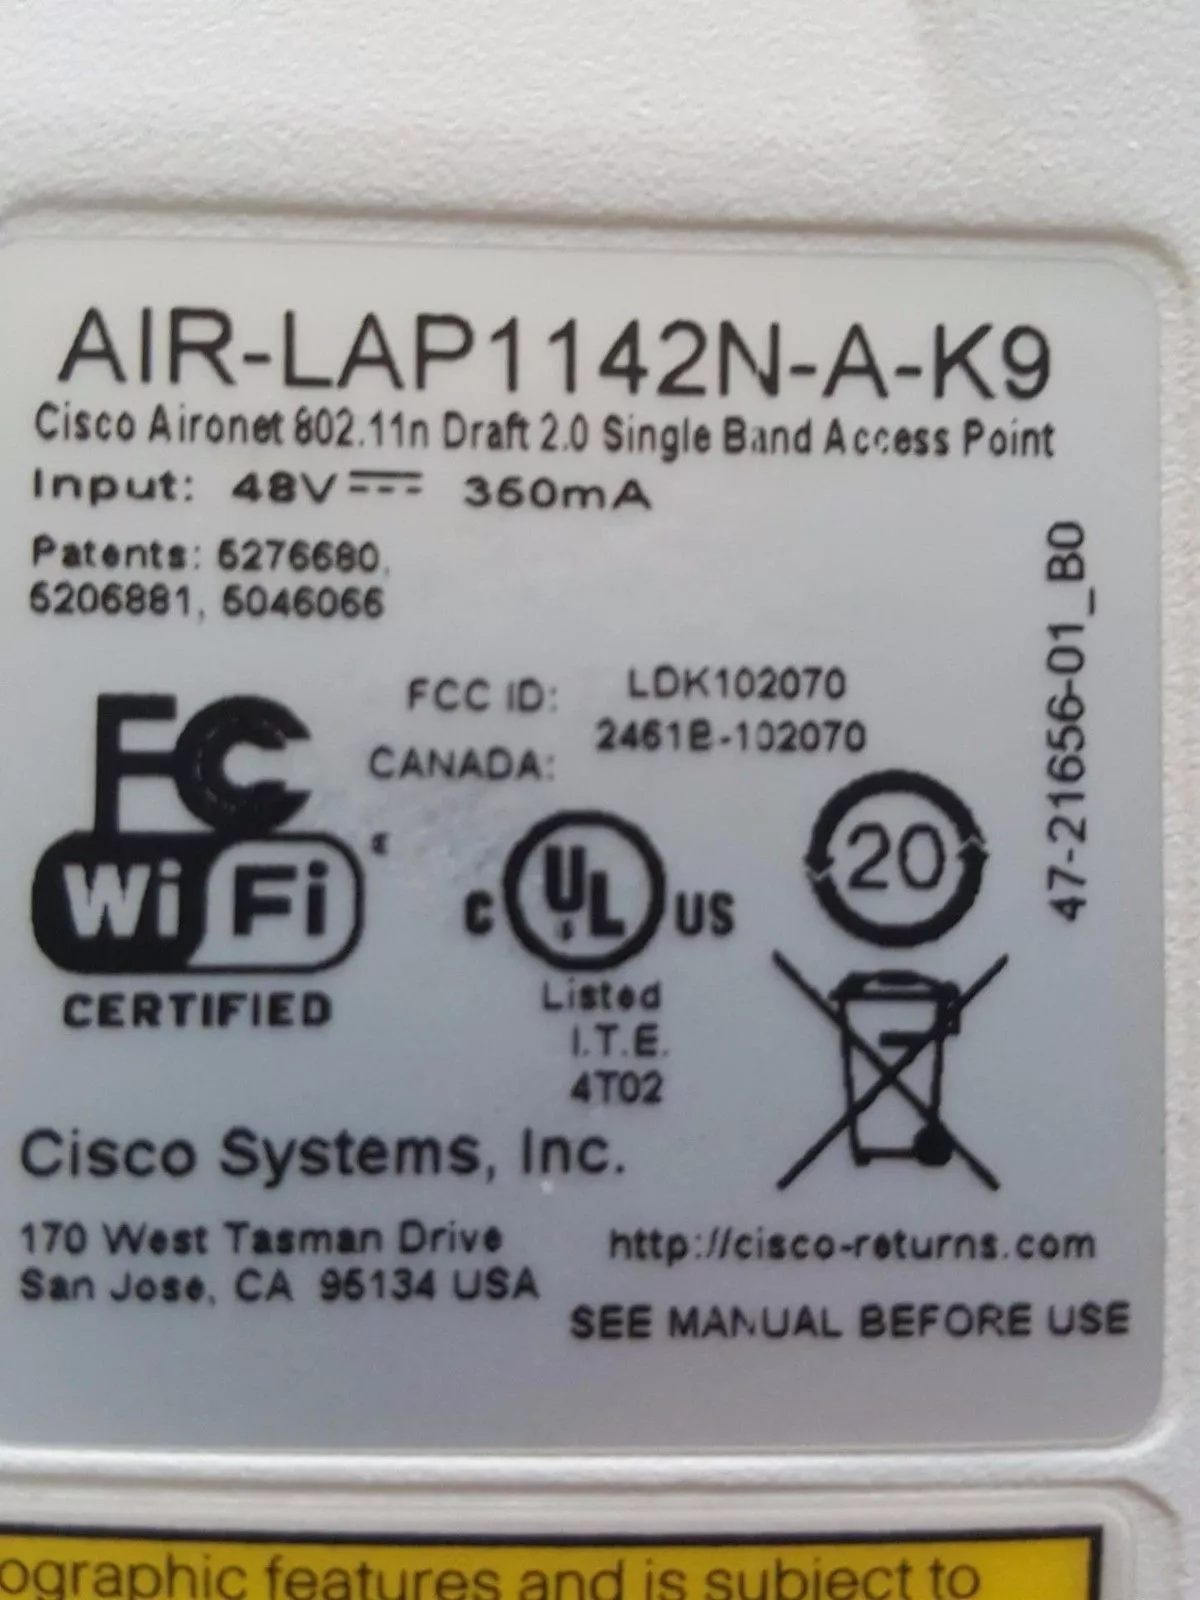 AIR-LAP1142N-A-K9
Cisco Aironet 802.11n Draft 2.0 Single Band Access Point
Input: 48V 360mA
Patents: 5276680,
5206881, 5046066
FCC ID: LDK102070
CANADA: 2461B-102070
47-21656-01_B0
FC
Wi Fi
CERTIFIED
C UL US
Listed
I.T.E.
4T02
20
Cisco Systems, Inc.
170 West Tasman Drive
San Jose, CA 95134 USA
http://cisco-returns.com
SEE MANUAL BEFORE USE
ographic features and is subject to